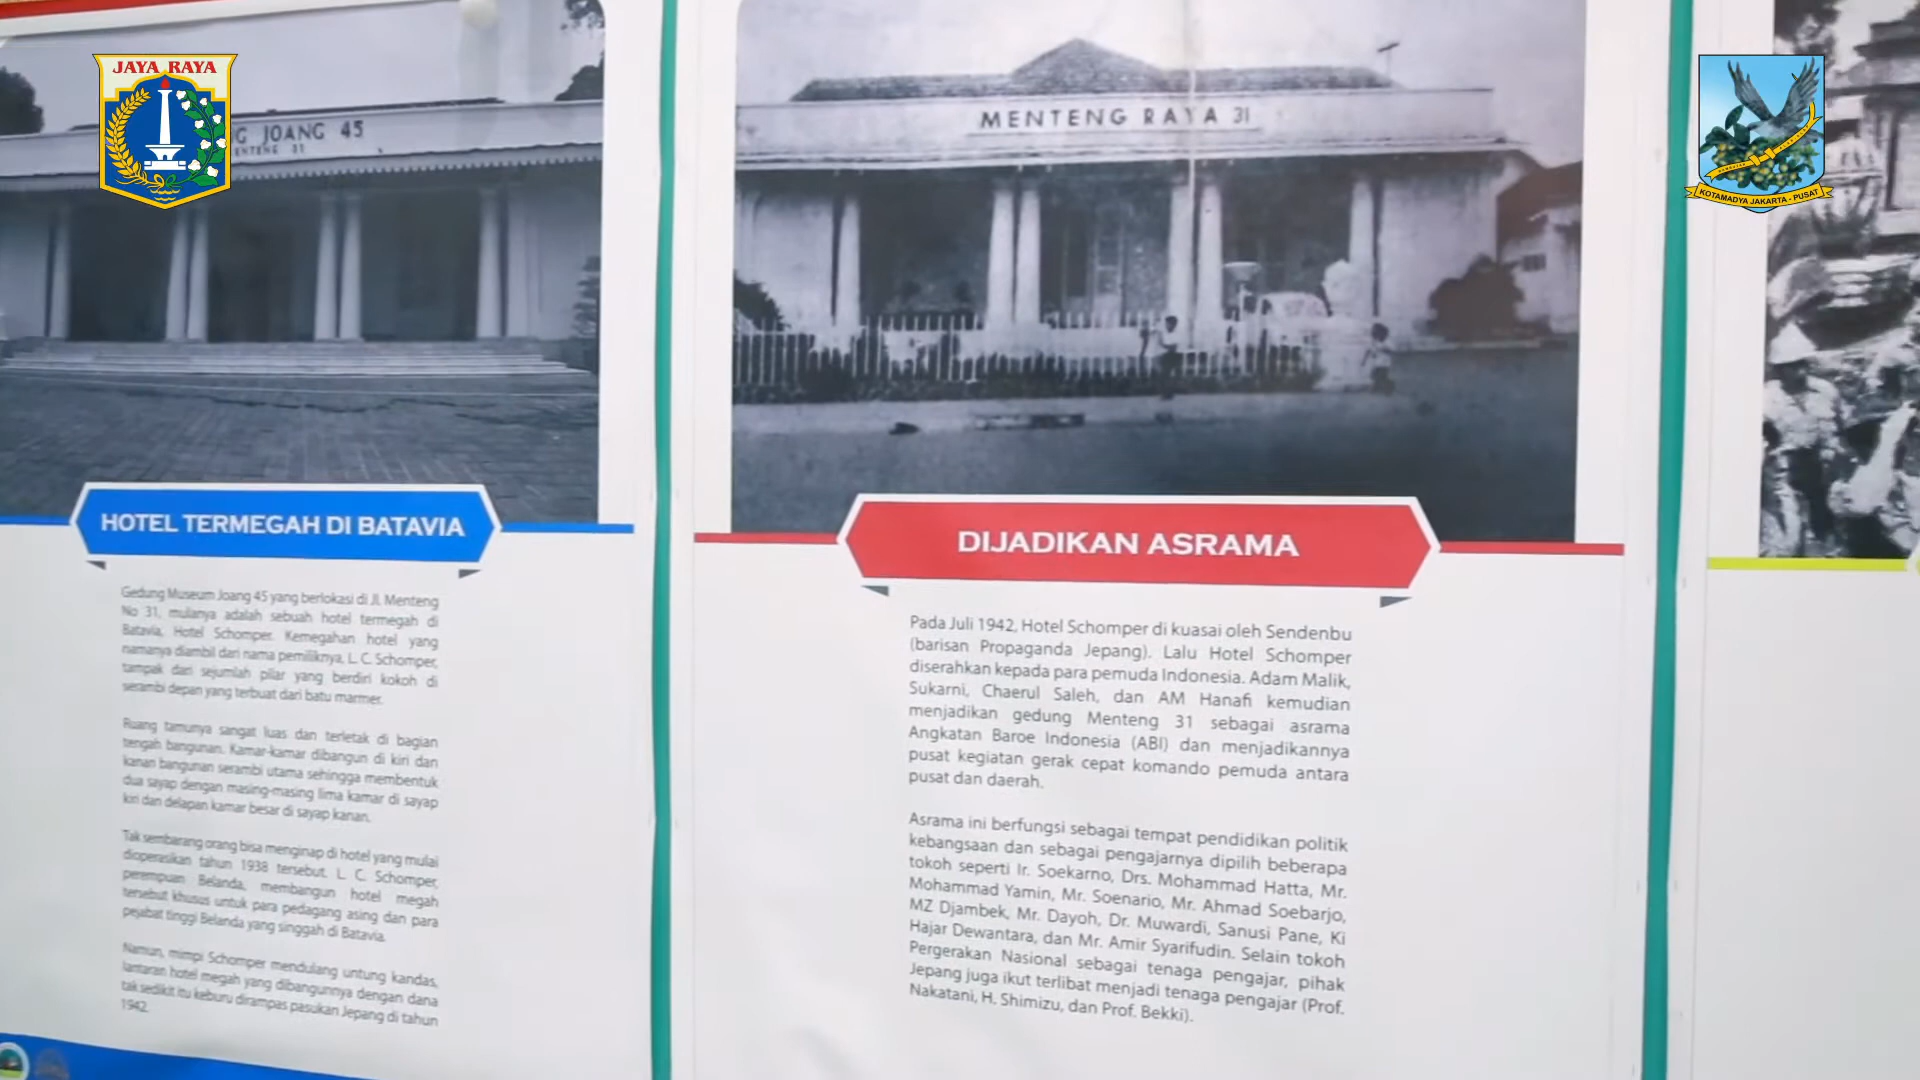 JAYA RAYA
G JOANG 45
MENTENG 31
HOTEL TERMEGAH DI BATAVIA
Gedung Museum Joang 45 yang berlokasi di Jl. Menteng
No 31, mulanya adalah sebuah hotel termegah di
Batavia, Hotel Schomper. Kemegahan hotel yang
namanya diambil dari nama pemiliknya, L. C. Schomper,
tampak dari sejumlah pilar yang berdiri kokoh di
serambi depan yang terbuat dari batu marmer.
Ruang tamunya sangat luas dan terletak di bagian
tengah bangunan. Kamar-kamar dibangun di kiri dan
kanan bangunan serambi utama sehingga membentuk
dua sayap dengan masing-masing lima kamar di sayap
kiri dan delapan kamar besar di sayap kanan.
Tak sembarang orang bisa menginap di hotel yang mulai
dioperasikan tahun 1938 tersebut. L. C. Schomper,
perempuan Belanda, membangun hotel megah
tersebut khusus untuk para pedagang asing dan para
pejabat tinggi Belanda yang singgah di Batavia.
Namun, mimpi Schomper mendulang untung kandas,
lantaran hotel megah yang dibangunnya dengan dana
tak sedikit itu keburu dirampas pasukan Jepang di tahun
1942.
MENTENG RAYA 31
DIJADIKAN ASRAMA
Pada Juli 1942, Hotel Schomper di kuasai oleh Sendenbu
(barisan Propaganda Jepang). Lalu Hotel Schomper
diserahkan kepada para pemuda Indonesia. Adam Malik,
Sukarni, Chaerul Saleh, dan AM Hanafi kemudian
menjadikan gedung Menteng 31 sebagai asrama
Angkatan Baroe Indonesia (ABI) dan menjadikannya
pusat kegiatan gerak cepat komando pemuda antara
pusat dan daerah.
Asrama ini berfungsi sebagai tempat pendidikan politik
kebangsaan dan sebagai pengajarnya dipilih beberapa
tokoh seperti Ir. Soekarno, Drs. Mohammad Hatta, Mr.
Mohammad Yamin, Mr. Soenario, Mr. Ahmad Soebarjo,
MZ Djambek, Mr. Dayoh, Dr. Muwardi, Sanusi Pane, Ki
Hajar Dewantara, dan Mr. Amir Syarifudin. Selain tokoh
Pergerakan Nasional sebagai tenaga pengajar, pihak
Jepang juga ikut terlibat menjadi tenaga pengajar (Prof.
Nakatani, H. Shimizu, dan Prof. Bekki).
KOTAMADYA JAKARTA - PUSAT